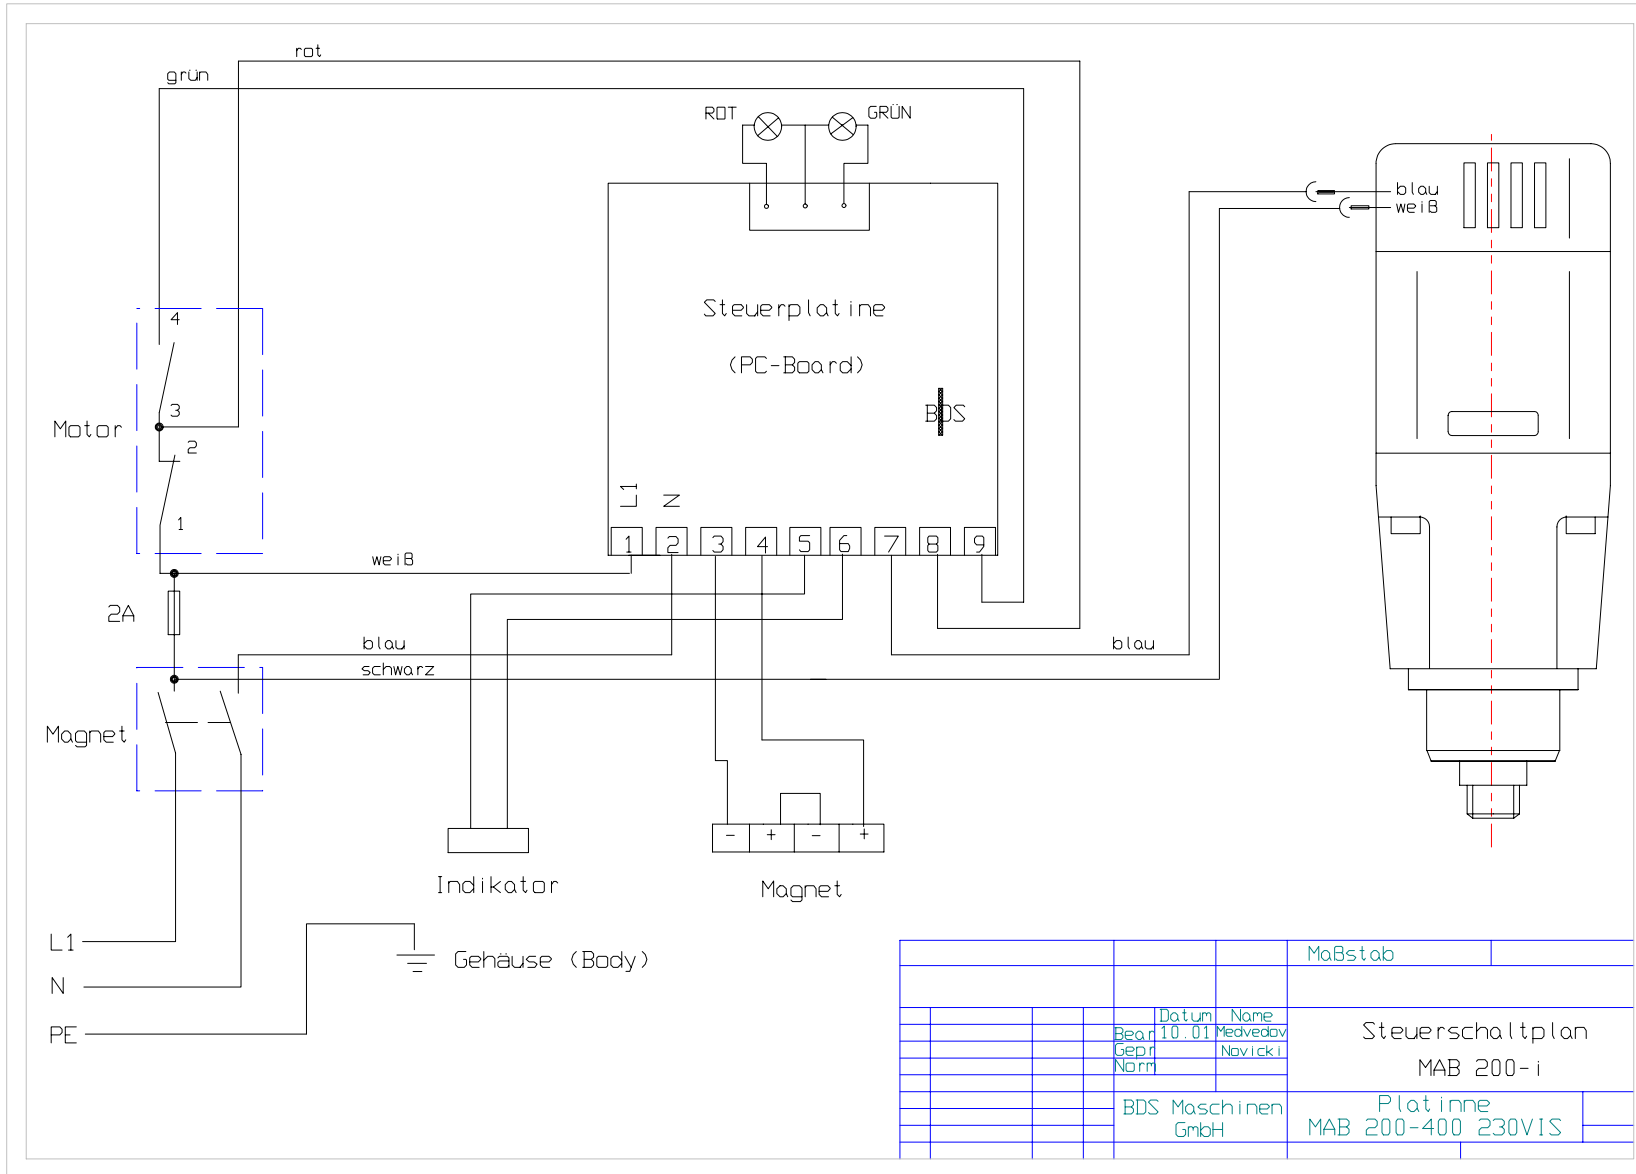 rot
grün
ROT
GRÜN
blau
weiß
Steuerplatine
(PC-Board)
BDS
4
3
Motor
2
1
L1
N
1 2 3 4 5 6 7 8 9
weiß
2A
blau
blau
schwarz
Magnet
- + - +
Indikator
Magnet
L1
Gehäuse (Body)
N
PE
Maßstab
Datum Name
Bear 10.01 Medvedov
Gepr Novicki
Norm
Steuerschaltplan
MAB 200-i
BDS Maschinen
GmbH
Platinne
MAB 200-400 230VIS